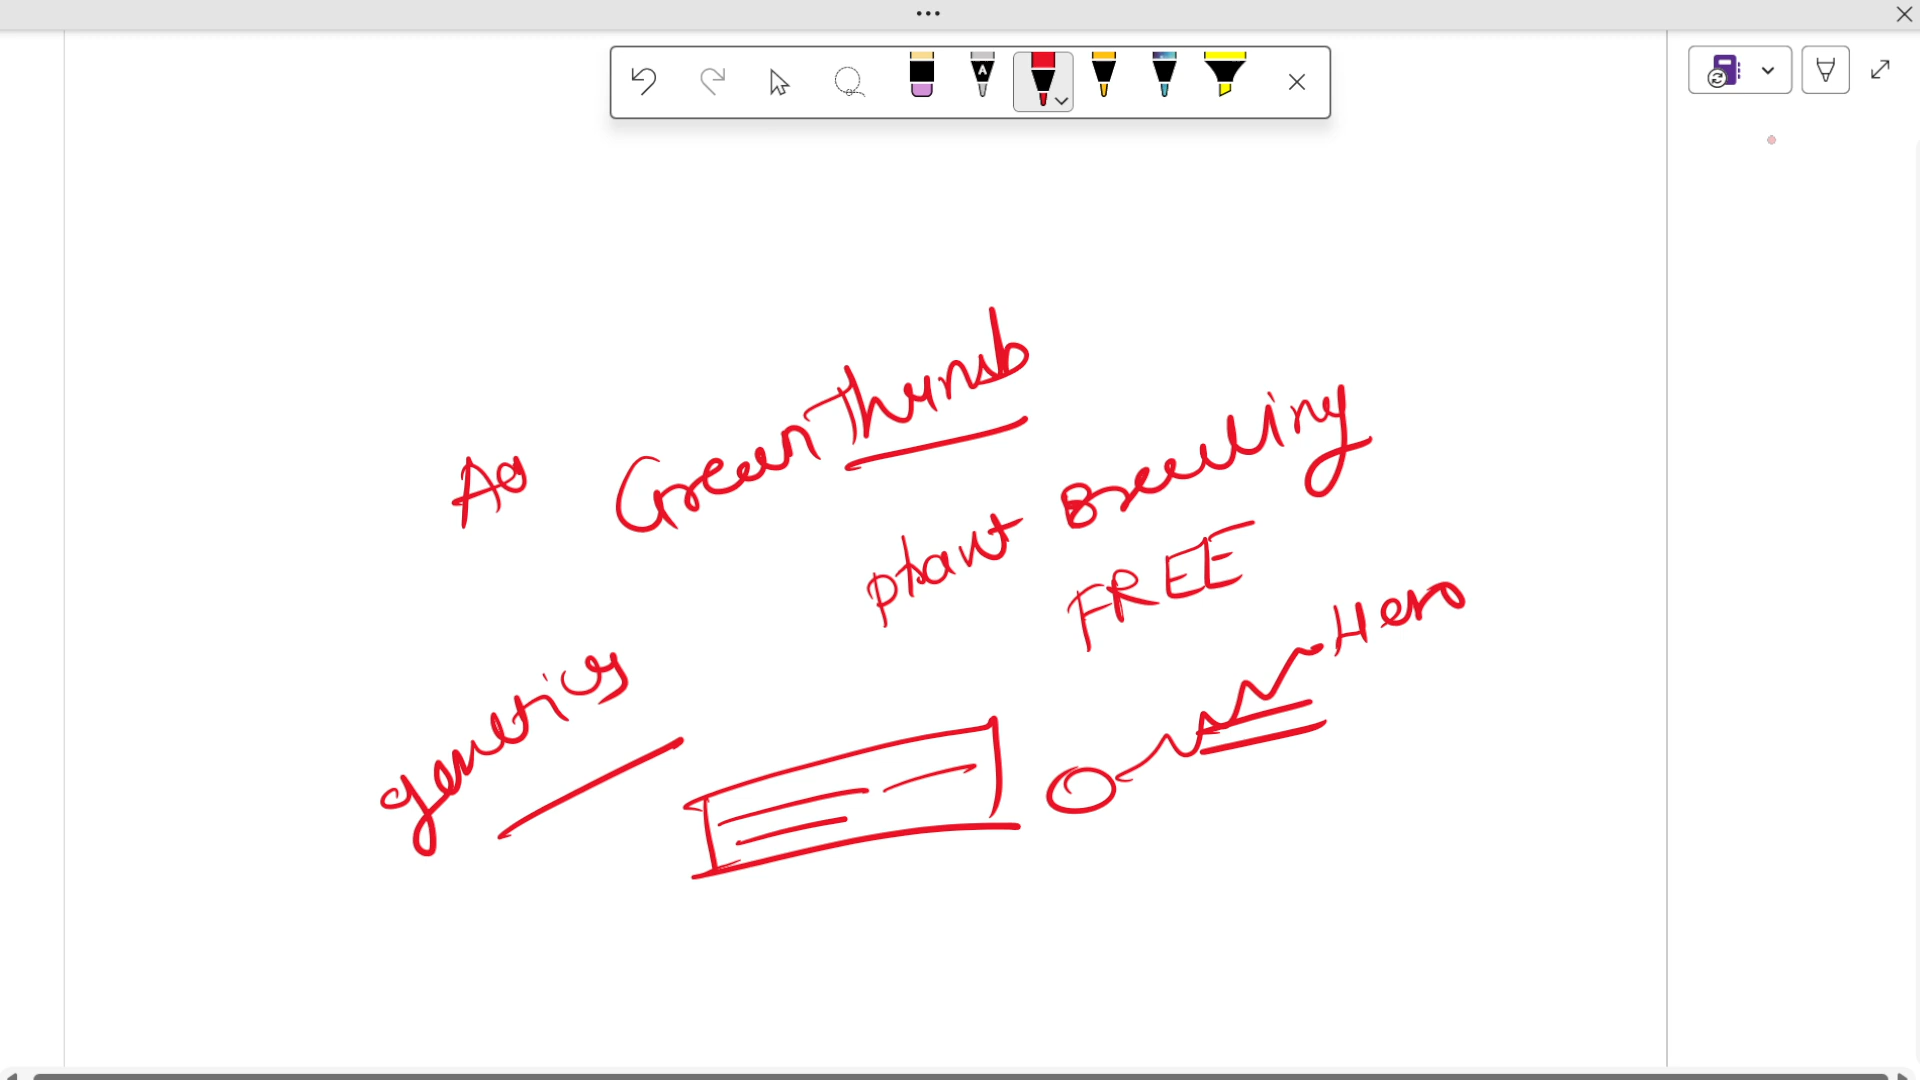 Green Thumb
Ag
plant Breeding
FREE
Hero
genetics
A